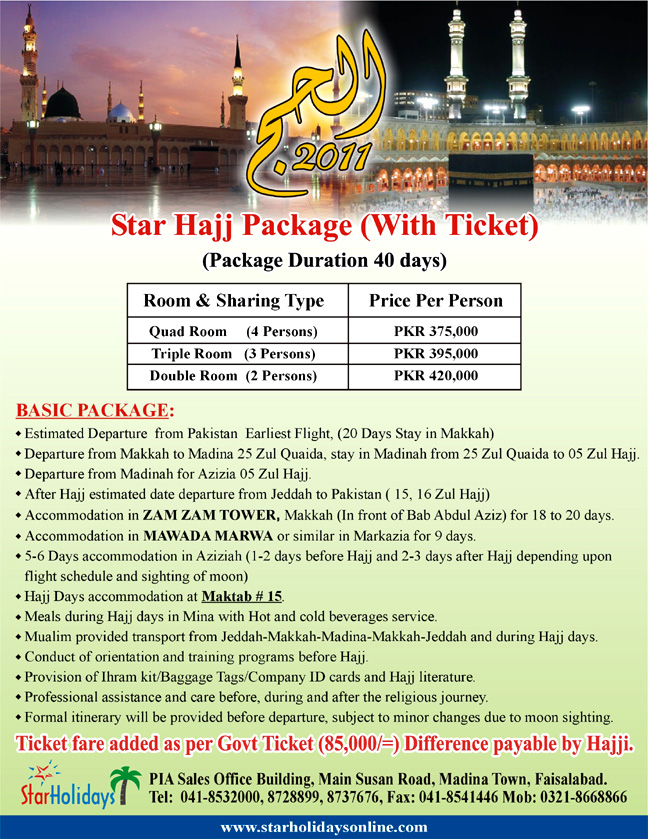 الحج
2011
Star Hajj Package (With Ticket)
(Package Duration 40 days)
Room & Sharing Type Price Per Person
Quad Room (4 Persons) PKR 375,000
Triple Room (3 Persons) PKR 395,000
Double Room (2 Persons) PKR 420,000
BASIC PACKAGE:
Estimated Departure from Pakistan Earliest Flight, (20 Days Stay in Makkah)
Departure from Makkah to Madina 25 Zul Quaida, stay in Madinah from 25 Zul Quaida to 05 Zul Hajj.
Departure from Madinah for Azizia 05 Zul Hajj.
After Hajj estimated date departure from Jeddah to Pakistan ( 15, 16 Zul Hajj)
Accommodation in ZAM ZAM TOWER, Makkah (In front of Bab Abdul Aziz) for 18 to 20 days.
Accommodation in MAWADA MARWA or similar in Markazia for 9 days.
5-6 Days accommodation in Aziziah (1-2 days before Hajj and 2-3 days after Hajj depending upon
flight schedule and sighting of moon)
Hajj Days accommodation at Maktab # 15.
Meals during Hajj days in Mina with Hot and cold beverages service.
Mualim provided transport from Jeddah-Makkah-Madina-Makkah-Jeddah and during Hajj days.
Conduct of orientation and training programs before Hajj.
Provision of Ihram kit/Baggage Tags/Company ID cards and Hajj literature.
Professional assistance and care before, during and after the religious journey.
Formal itinerary will be provided before departure, subject to minor changes due to moon sighting.
Ticket fare added as per Govt Ticket (85,000/=) Difference payable by Hajji.
StarHolidays
PIA Sales Office Building, Main Susan Road, Madina Town, Faisalabad.
Tel: 041-8532000, 8728899, 8737676, Fax: 041-8541446 Mob: 0321-8668866
www.starholidaysonline.com